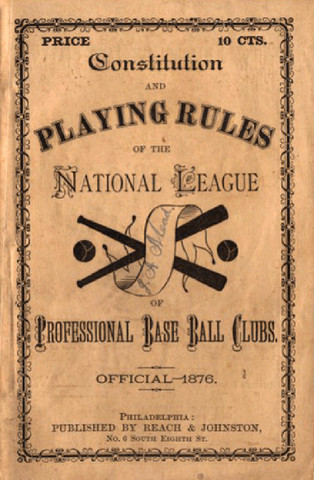 PRICE 10 CTS.
Constitution
AND
PLAYING RULES
OF THE
NATIONAL LEAGUE
OF
PROFESSIONAL BASE BALL CLUBS.
OFFICIAL—1876.
PHILADELPHIA:
PUBLISHED BY REACH & JOHNSTON,
No. 6 SOUTH EIGHTH ST.